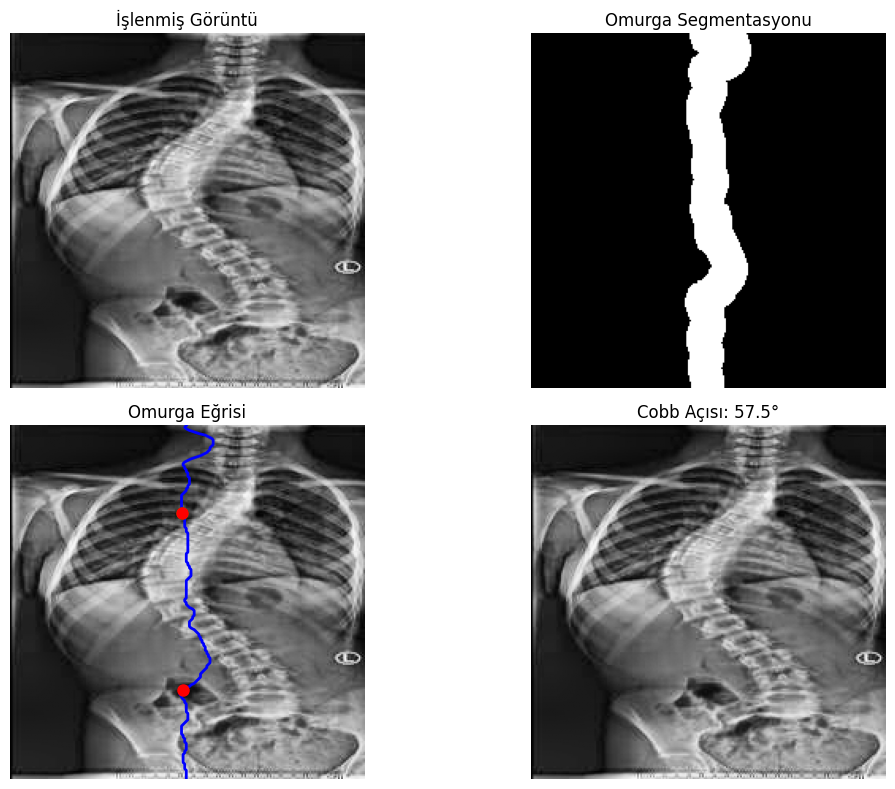 İşlenmiş Görüntü
Omurga Segmentasyonu
L
Omurga Eğrisi
Cobb Açısı: 57.5°
L
L